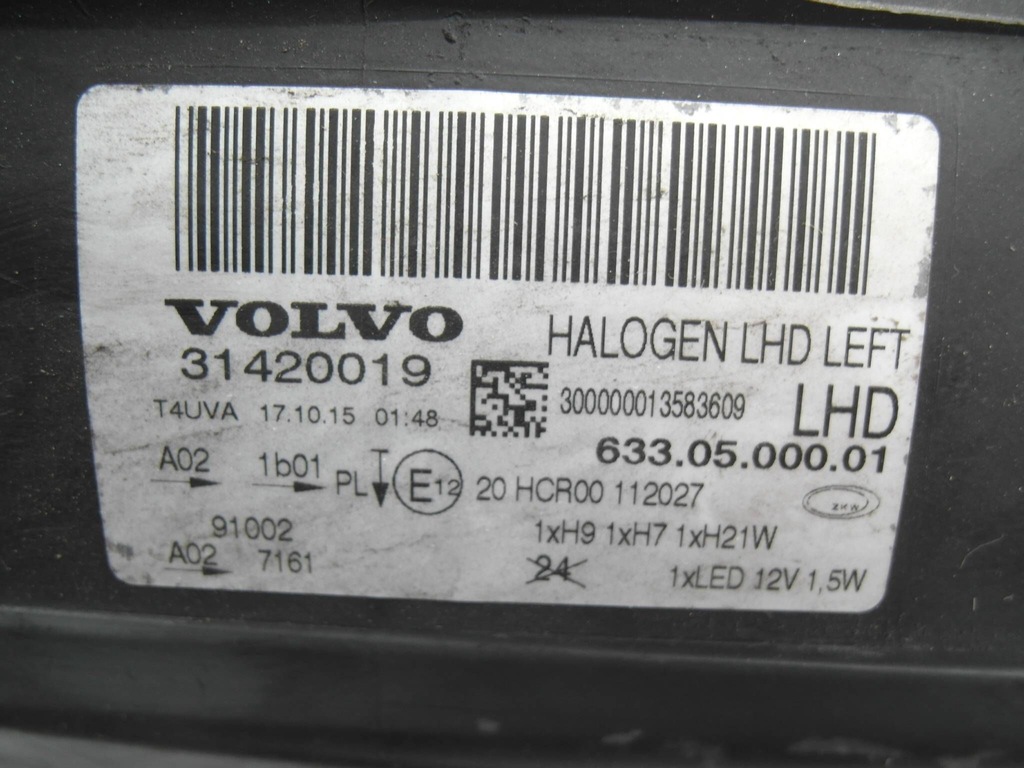 VOLVO
31420019
HALOGEN LHD LEFT
300000013583609
LHD
T4UVA 17.10.15 01:48
633.05.000.01
A02 1b01 PL E12 20 HCR00 112027
ZKW
91002
1xH9 1xH7 1xH21W
A02 7161
24
1xLED 12V 1,5W